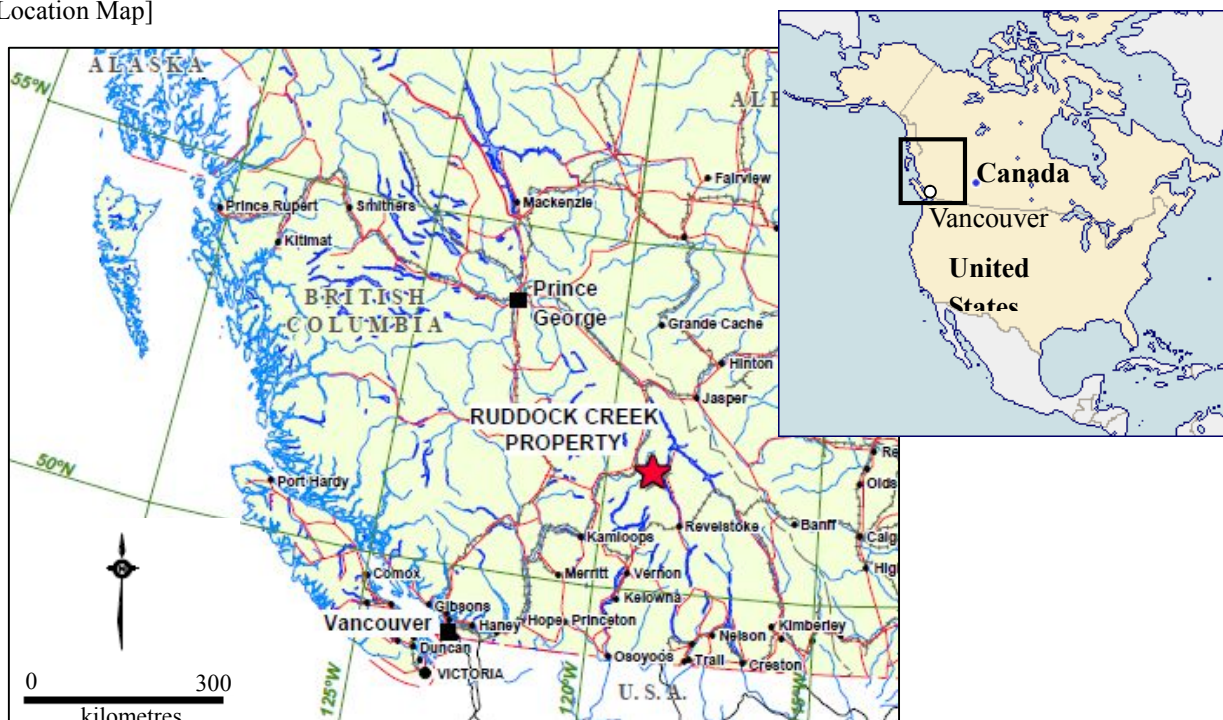 Location Map]
ALASKA
55°N
Prince Rupert
Smithers
Mackenzie
Fairview
Kitimat
BRITISH
COLUMBIA
Prince
George
Grande Cache
Hinton
Jasper
RUDDOCK CREEK
PROPERTY
50°N
Port Hardy
Olds
Revelstoke
Banff
Kamloops
Comox
Merritt
Vernon
Kelowna
Gibsons
Vancouver
Haney
Hope
Princeton
Kimberley
Nelson
Duncan
Osoyoos
Trail
Creston
VICTORIA
U.S.A.
125°W
120°W
0 300
kilometres
N
Canada
Vancouver
United
States